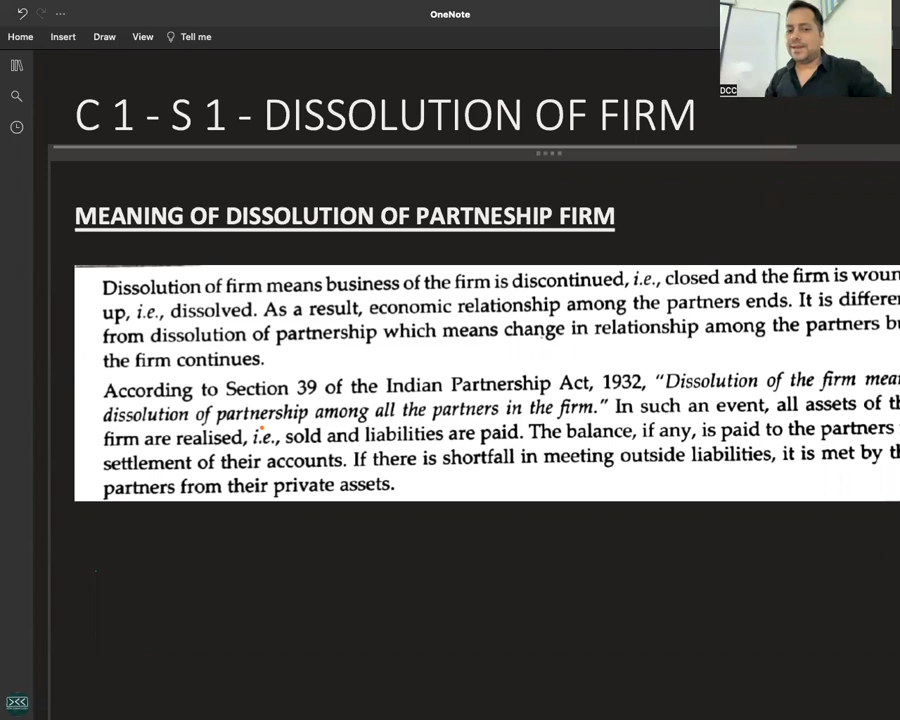 OneNote
Home Insert Draw View Tell me
DCC
C 1 - S 1 - DISSOLUTION OF FIRM
MEANING OF DISSOLUTION OF PARTNESHIP FIRM
Dissolution of firm means business of the firm is discontinued, i.e., closed and the firm is woun
up, i.e., dissolved. As a result, economic relationship among the partners ends. It is differe
from dissolution of partnership which means change in relationship among the partners bu
the firm continues.
According to Section 39 of the Indian Partnership Act, 1932, "Dissolution of the firm mea
dissolution of partnership among all the partners in the firm." In such an event, all assets of th
firm are realised, i.e., sold and liabilities are paid. The balance, if any, is paid to the partners
settlement of their accounts. If there is shortfall in meeting outside liabilities, it is met by th
partners from their private assets.